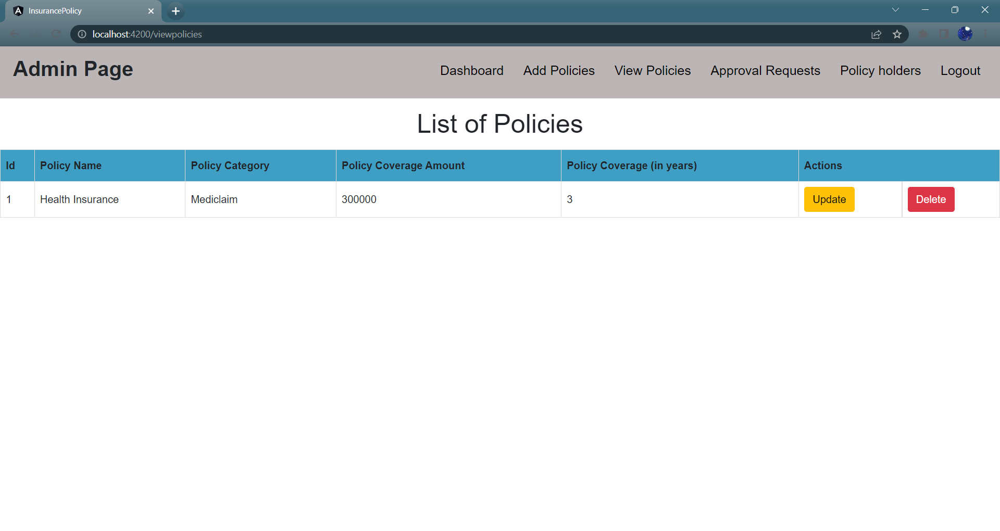 InsurancePolicy
localhost:4200/viewpolicies
Admin Page Dashboard Add Policies View Policies Approval Requests Policy holders Logout
List of Policies
Id Policy Name Policy Category Policy Coverage Amount Policy Coverage (in years) Actions
1 Health Insurance Mediclaim 300000 3 Update Delete